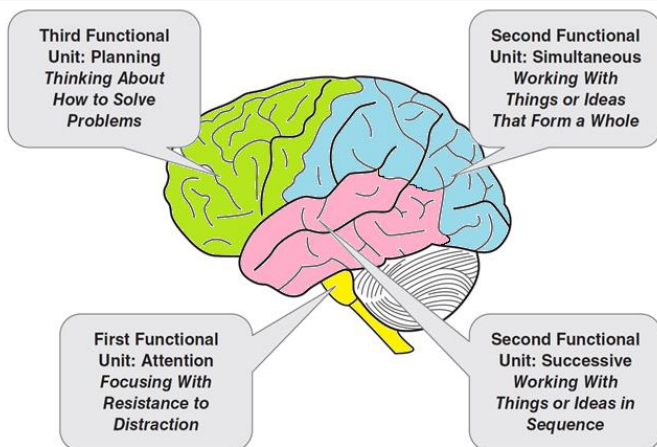 Third Functional
Unit: Planning
Thinking About
How to Solve
Problems
Second Functional
Unit: Simultaneous
Working With
Things or Ideas
That Form a Whole
First Functional
Unit: Attention
Focusing With
Resistance to
Distraction
Second Functional
Unit: Successive
Working With
Things or Ideas in
Sequence